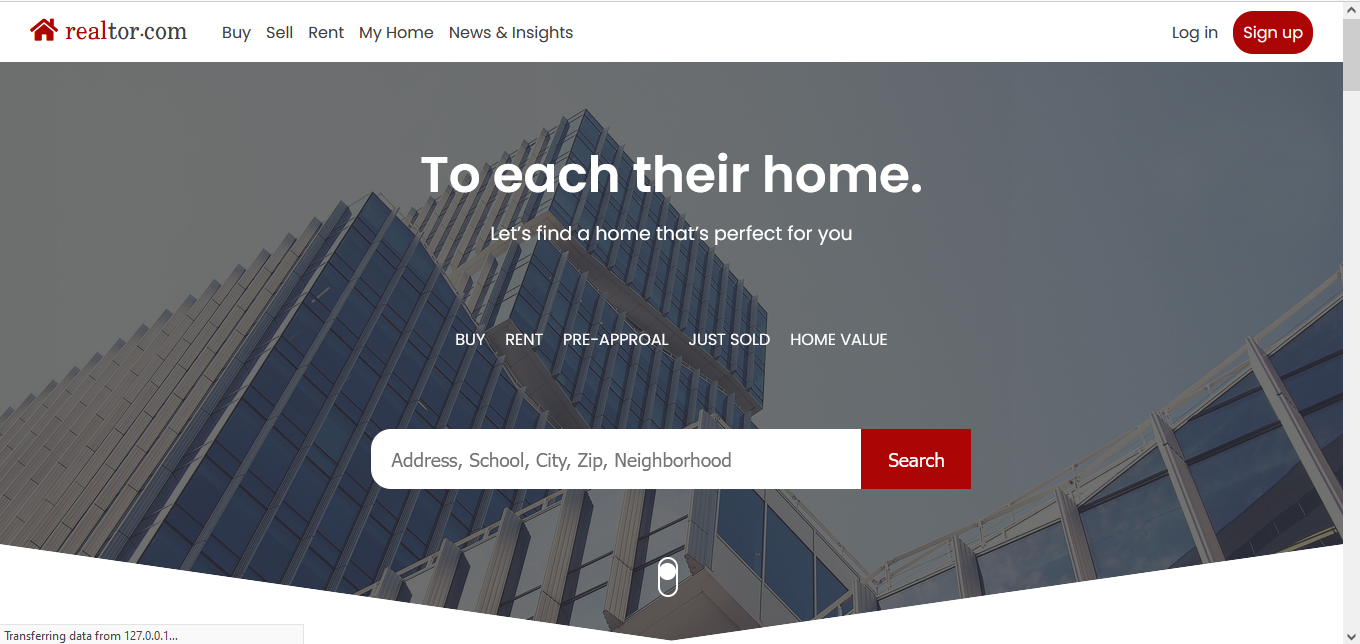 realtor.com Buy Sell Rent My Home News & Insights Log in Sign up
To each their home.
Let’s find a home that’s perfect for you
BUY RENT PRE-APPROAL JUST SOLD HOME VALUE
Address, School, City, Zip, Neighborhood Search
Transferring data from 127.0.0.1...